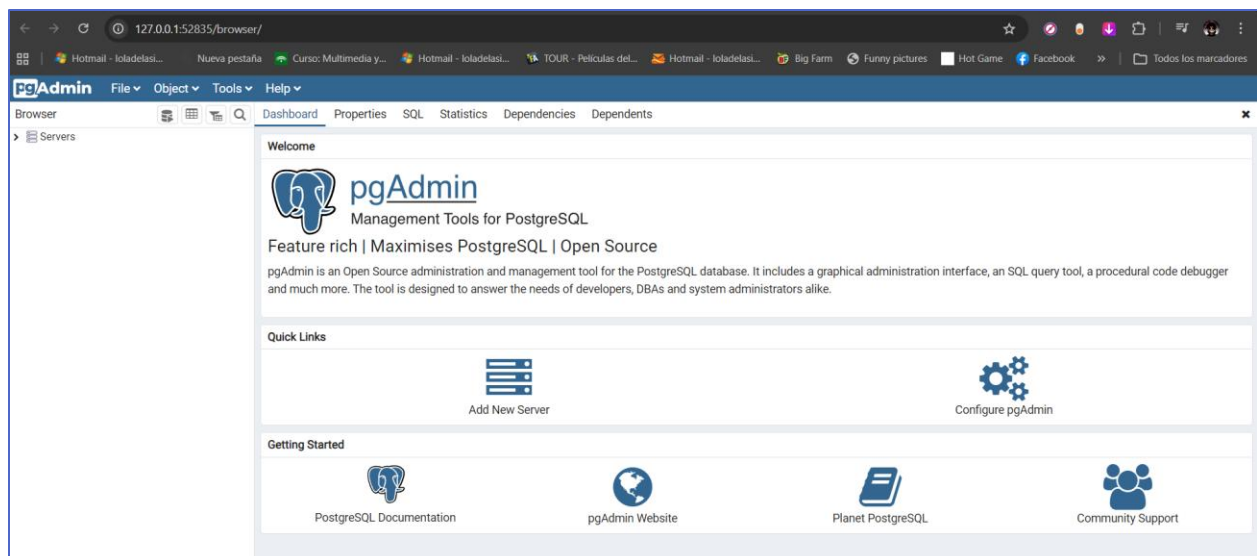 127.0.0.1:52835/browser/
Hotmail - loladelasi... Nueva pestaña Curso: Multimedia y... Hotmail - loladelasi... TOUR - Películas del... Hotmail - loladelasi... Big Farm Funny pictures Hot Game Facebook » Todos los marcadores
pgAdmin File Object Tools Help
Browser Dashboard Properties SQL Statistics Dependencies Dependents
Servers
Welcome
pgAdmin
Management Tools for PostgreSQL
Feature rich | Maximises PostgreSQL | Open Source
pgAdmin is an Open Source administration and management tool for the PostgreSQL database. It includes a graphical administration interface, an SQL query tool, a procedural code debugger
and much more. The tool is designed to answer the needs of developers, DBAs and system administrators alike.
Quick Links
Add New Server Configure pgAdmin
Getting Started
PostgreSQL Documentation pgAdmin Website Planet PostgreSQL Community Support